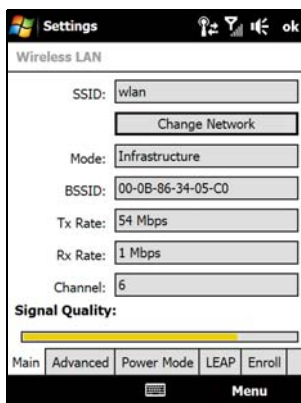 Settings ok
Wireless LAN
SSID: wlan
Change Network
Mode: Infrastructure
BSSID: 00-0B-86-34-05-C0
Tx Rate: 54 Mbps
Rx Rate: 1 Mbps
Channel: 6
Signal Quality:
Main Advanced Power Mode LEAP Enroll
Menu